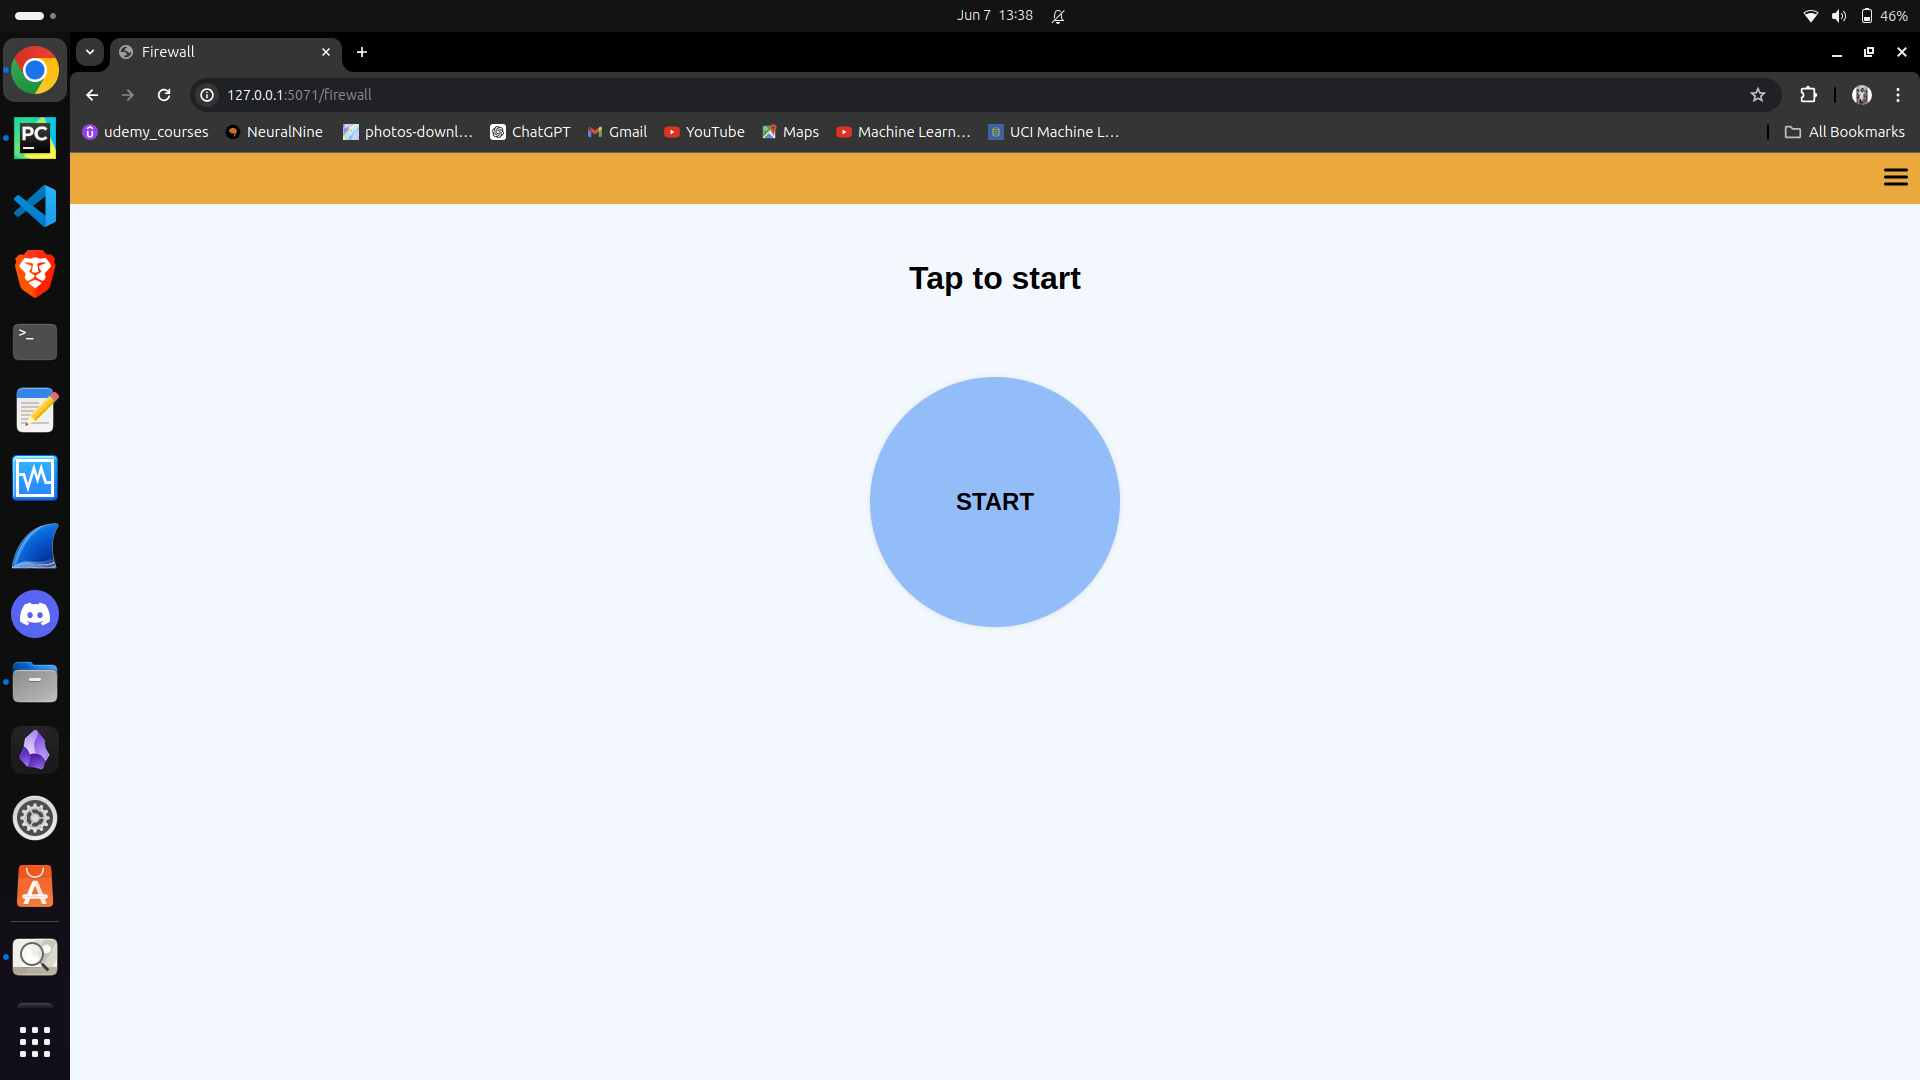 Jun 7 13:38
46%
Firewall
127.0.0.1:5071/firewall
udemy_courses NeuralNine photos-downl... ChatGPT Gmail YouTube Maps Machine Learn... UCI Machine L... All Bookmarks
PC
>_
Tap to start
START